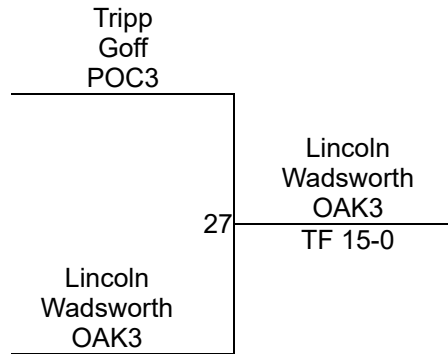 Tripp
Goff
POC3
Lincoln
Wadsworth
OAK3
27
TF 15-0
Lincoln
Wadsworth
OAK3